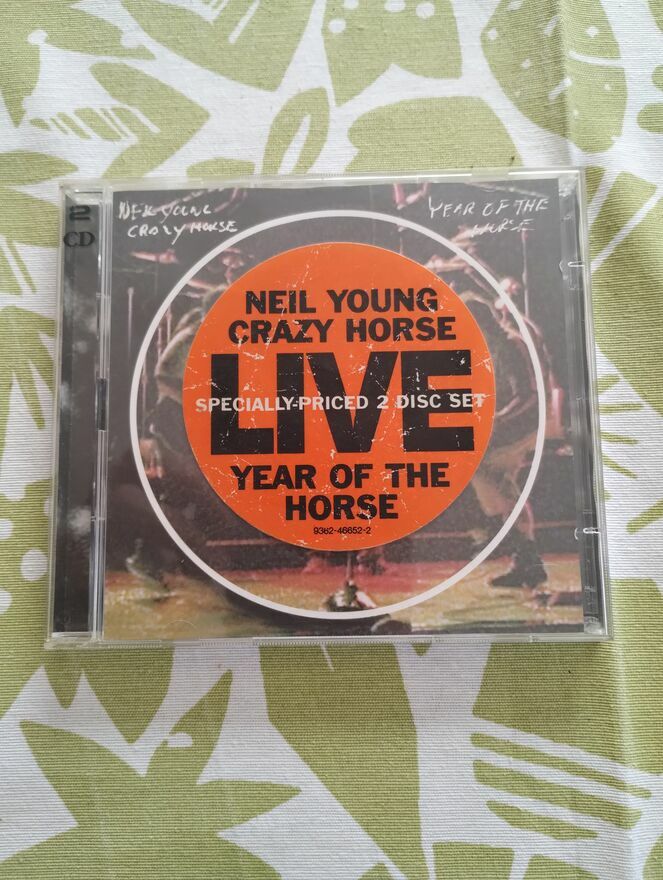 2
CD
NEIL YOUNG
CRAZY HORSE
YEAR OF THE
HORSE
NEIL YOUNG
CRAZY HORSE
LIVE
SPECIALLY-PRICED 2 DISC SET
YEAR OF THE
HORSE
9362-46652-2